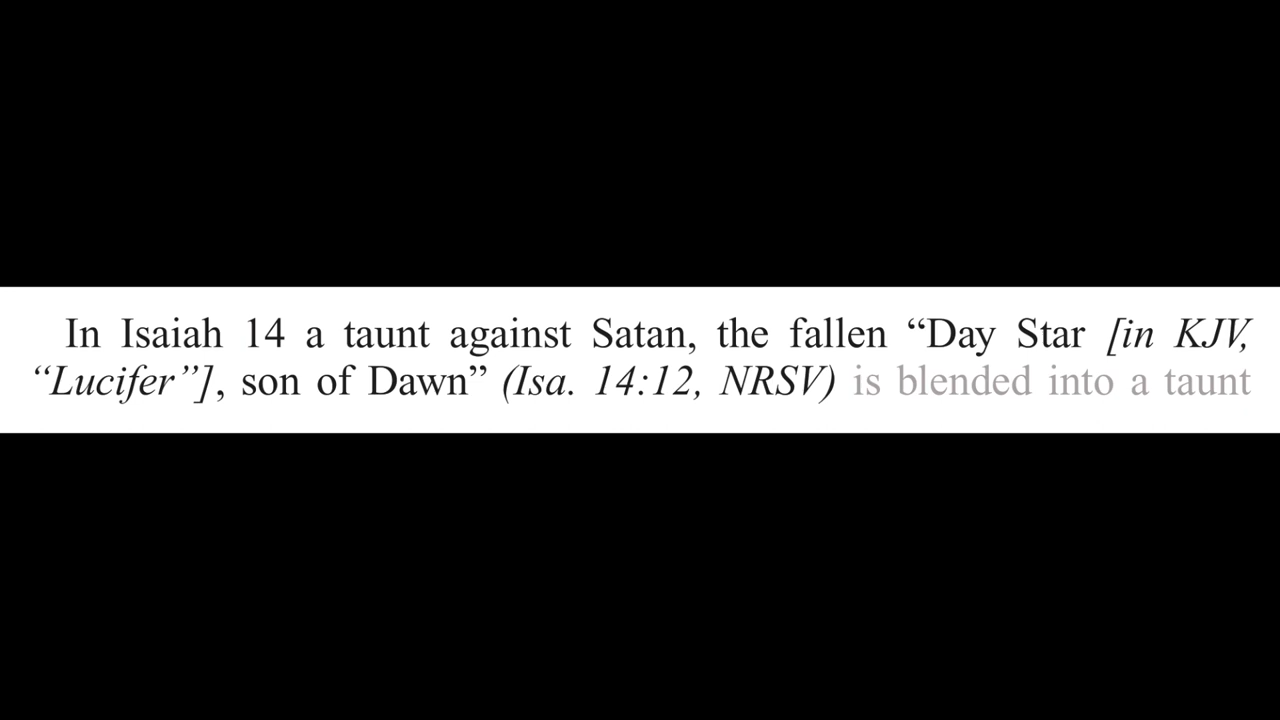 In Isaiah 14 a taunt against Satan, the fallen “Day Star [in KJV,
“Lucifer”], son of Dawn” (Isa. 14:12, NRSV) is blended into a taunt